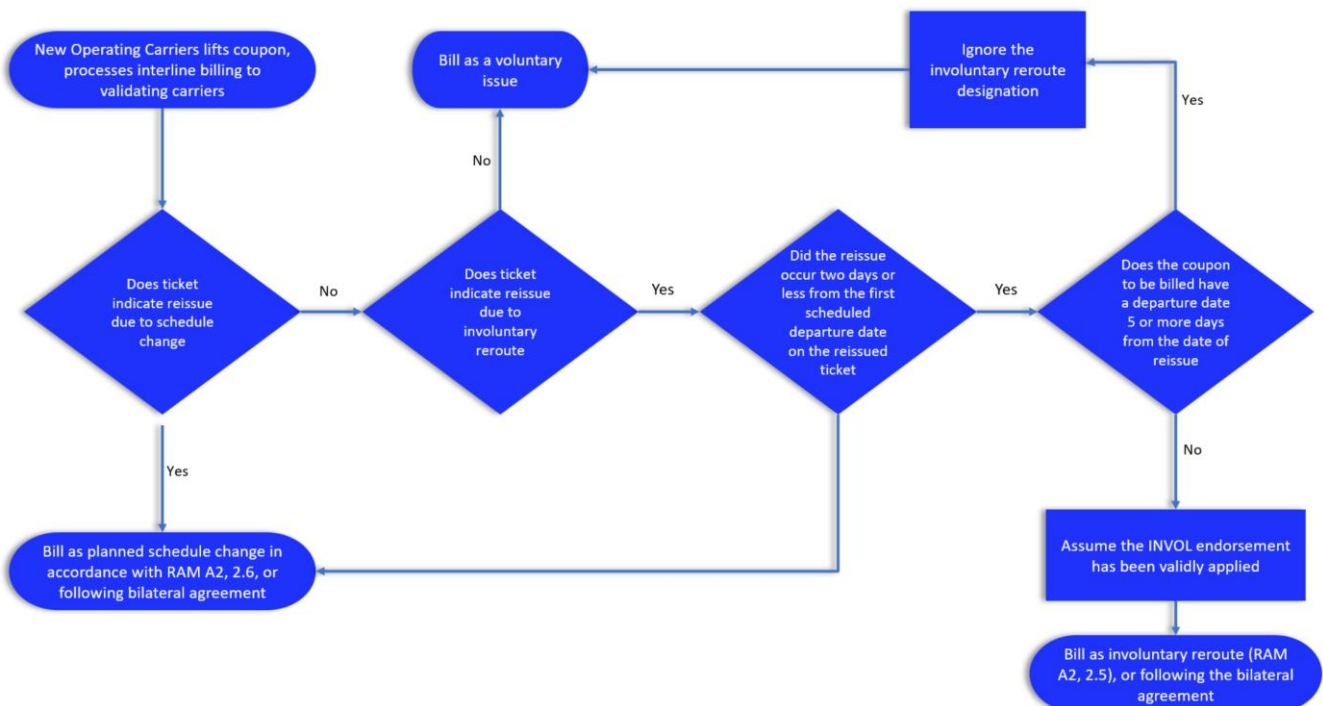 New Operating Carriers lifts coupon,
processes interline billing to
validating carriers
Bill as a voluntary
issue
Ignore the
involuntary reroute
designation
Yes
No
Does ticket
indicate reissue
due to schedule
change
No
Does ticket
indicate reissue
due to
involuntary
reroute
Yes
Did the reissue
occur two days or
less from the first
scheduled
departure date
on the reissued
ticket
Yes
Does the coupon
to be billed have
a departure date
5 or more days
from the date of
reissue
Yes
No
Bill as planned schedule change in
accordance with RAM A2, 2.6, or
following bilateral agreement
Assume the INVOL endorsement
has been validly applied
Bill as involuntary reroute (RAM
A2, 2.5), or following the bilateral
agreement